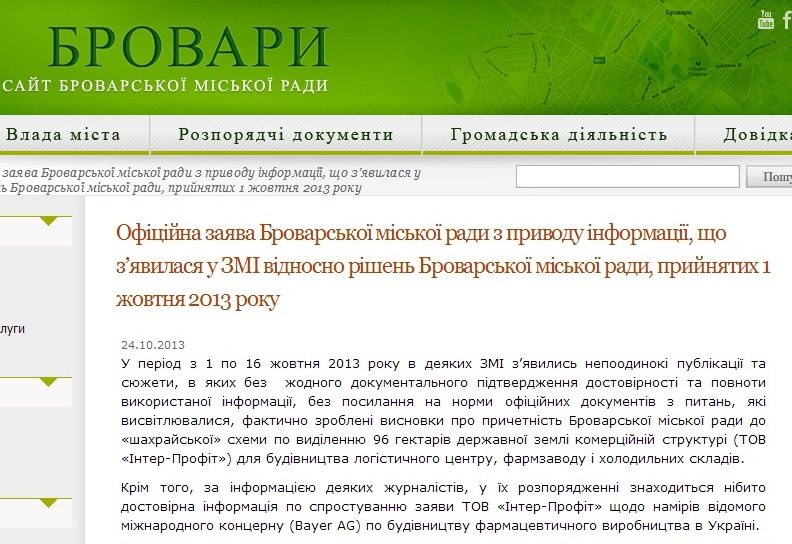 БРОВАРИ
САЙТ БРОВАРСЬКОЇ МІСЬКОЇ РАДИ
Бровари
You
Tube
f
Влада міста
Розпорядчі документи
Громадська діяльність
Довідка
заява Броварської міської ради з приводу інформації, що з’явилася у
ь Броварської міської ради, прийнятих 1 жовтня 2013 року
Пошу
Офіційна заява Броварської міської ради з приводу інформації, що
з’явилася у ЗМІ відносно рішень Броварської міської ради, прийнятих 1
жовтня 2013 року
луги
24.10.2013
У період з 1 по 16 жовтня 2013 року в деяких ЗМІ з’явились непоодинокі публікації та
сюжети, в яких без жодного документального підтвердження достовірності та повноти
використаної інформації, без посилання на норми офіційних документів з питань, які
висвітлювалися, фактично зроблені висновки про причетність Броварської міської ради до
«шахрайської» схеми по виділенню 96 гектарів державної землі комерційній структурі (ТОВ
«Інтер-Профіт») для будівництва логістичного центру, фармзаводу і холодильних складів.
Крім того, за інформацією деяких журналістів, у їх розпорядженні знаходиться нібито
достовірна інформація по спростуванню заяви ТОВ «Інтер-Профіт» щодо намірів відомого
міжнародного концерну (Bayer AG) по будівництву фармацевтичного виробництва в Україні.